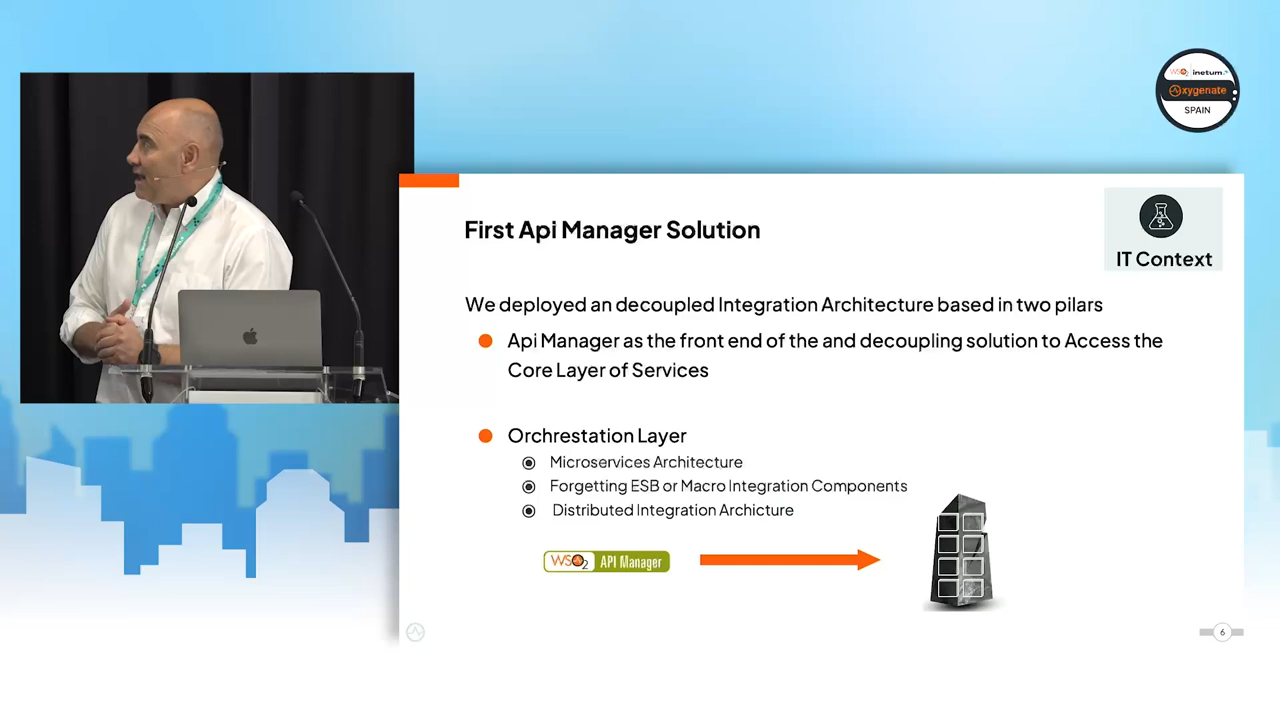 WSO2 inetum.
Oxygenate
SPAIN
First Api Manager Solution
IT Context
We deployed an decoupled Integration Architecture based in two pilars
Api Manager as the front end of the and decoupling solution to Access the
Core Layer of Services
Orchrestation Layer
Microservices Architecture
Forgetting ESB or Macro Integration Components
Distributed Integration Archicture
WSO2 API Manager
6